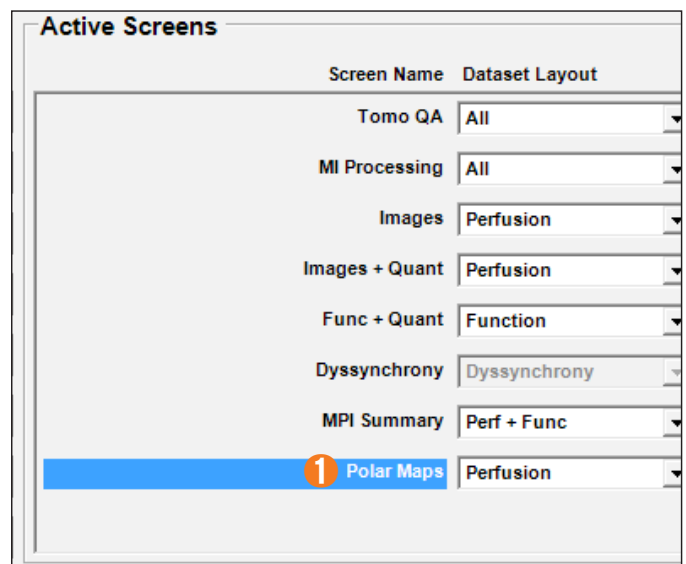 Active Screens
Screen Name Dataset Layout
Tomo QA All
MI Processing All
Images Perfusion
Images + Quant Perfusion
Func + Quant Function
Dyssynchrony Dyssynchrony
MPI Summary Perf + Func
1 Polar Maps Perfusion